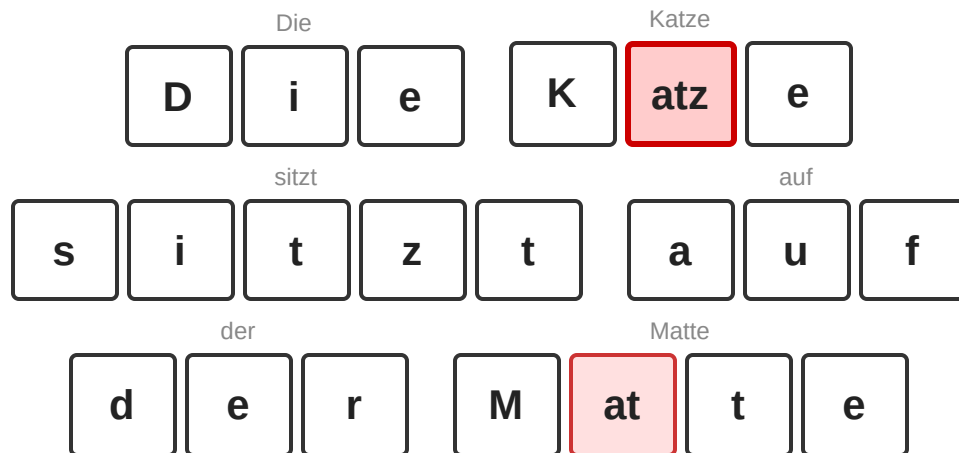 Die Katze
D i e K atz e
sitzt auf
s i t z t a u f
der Matte
d e r M at t e